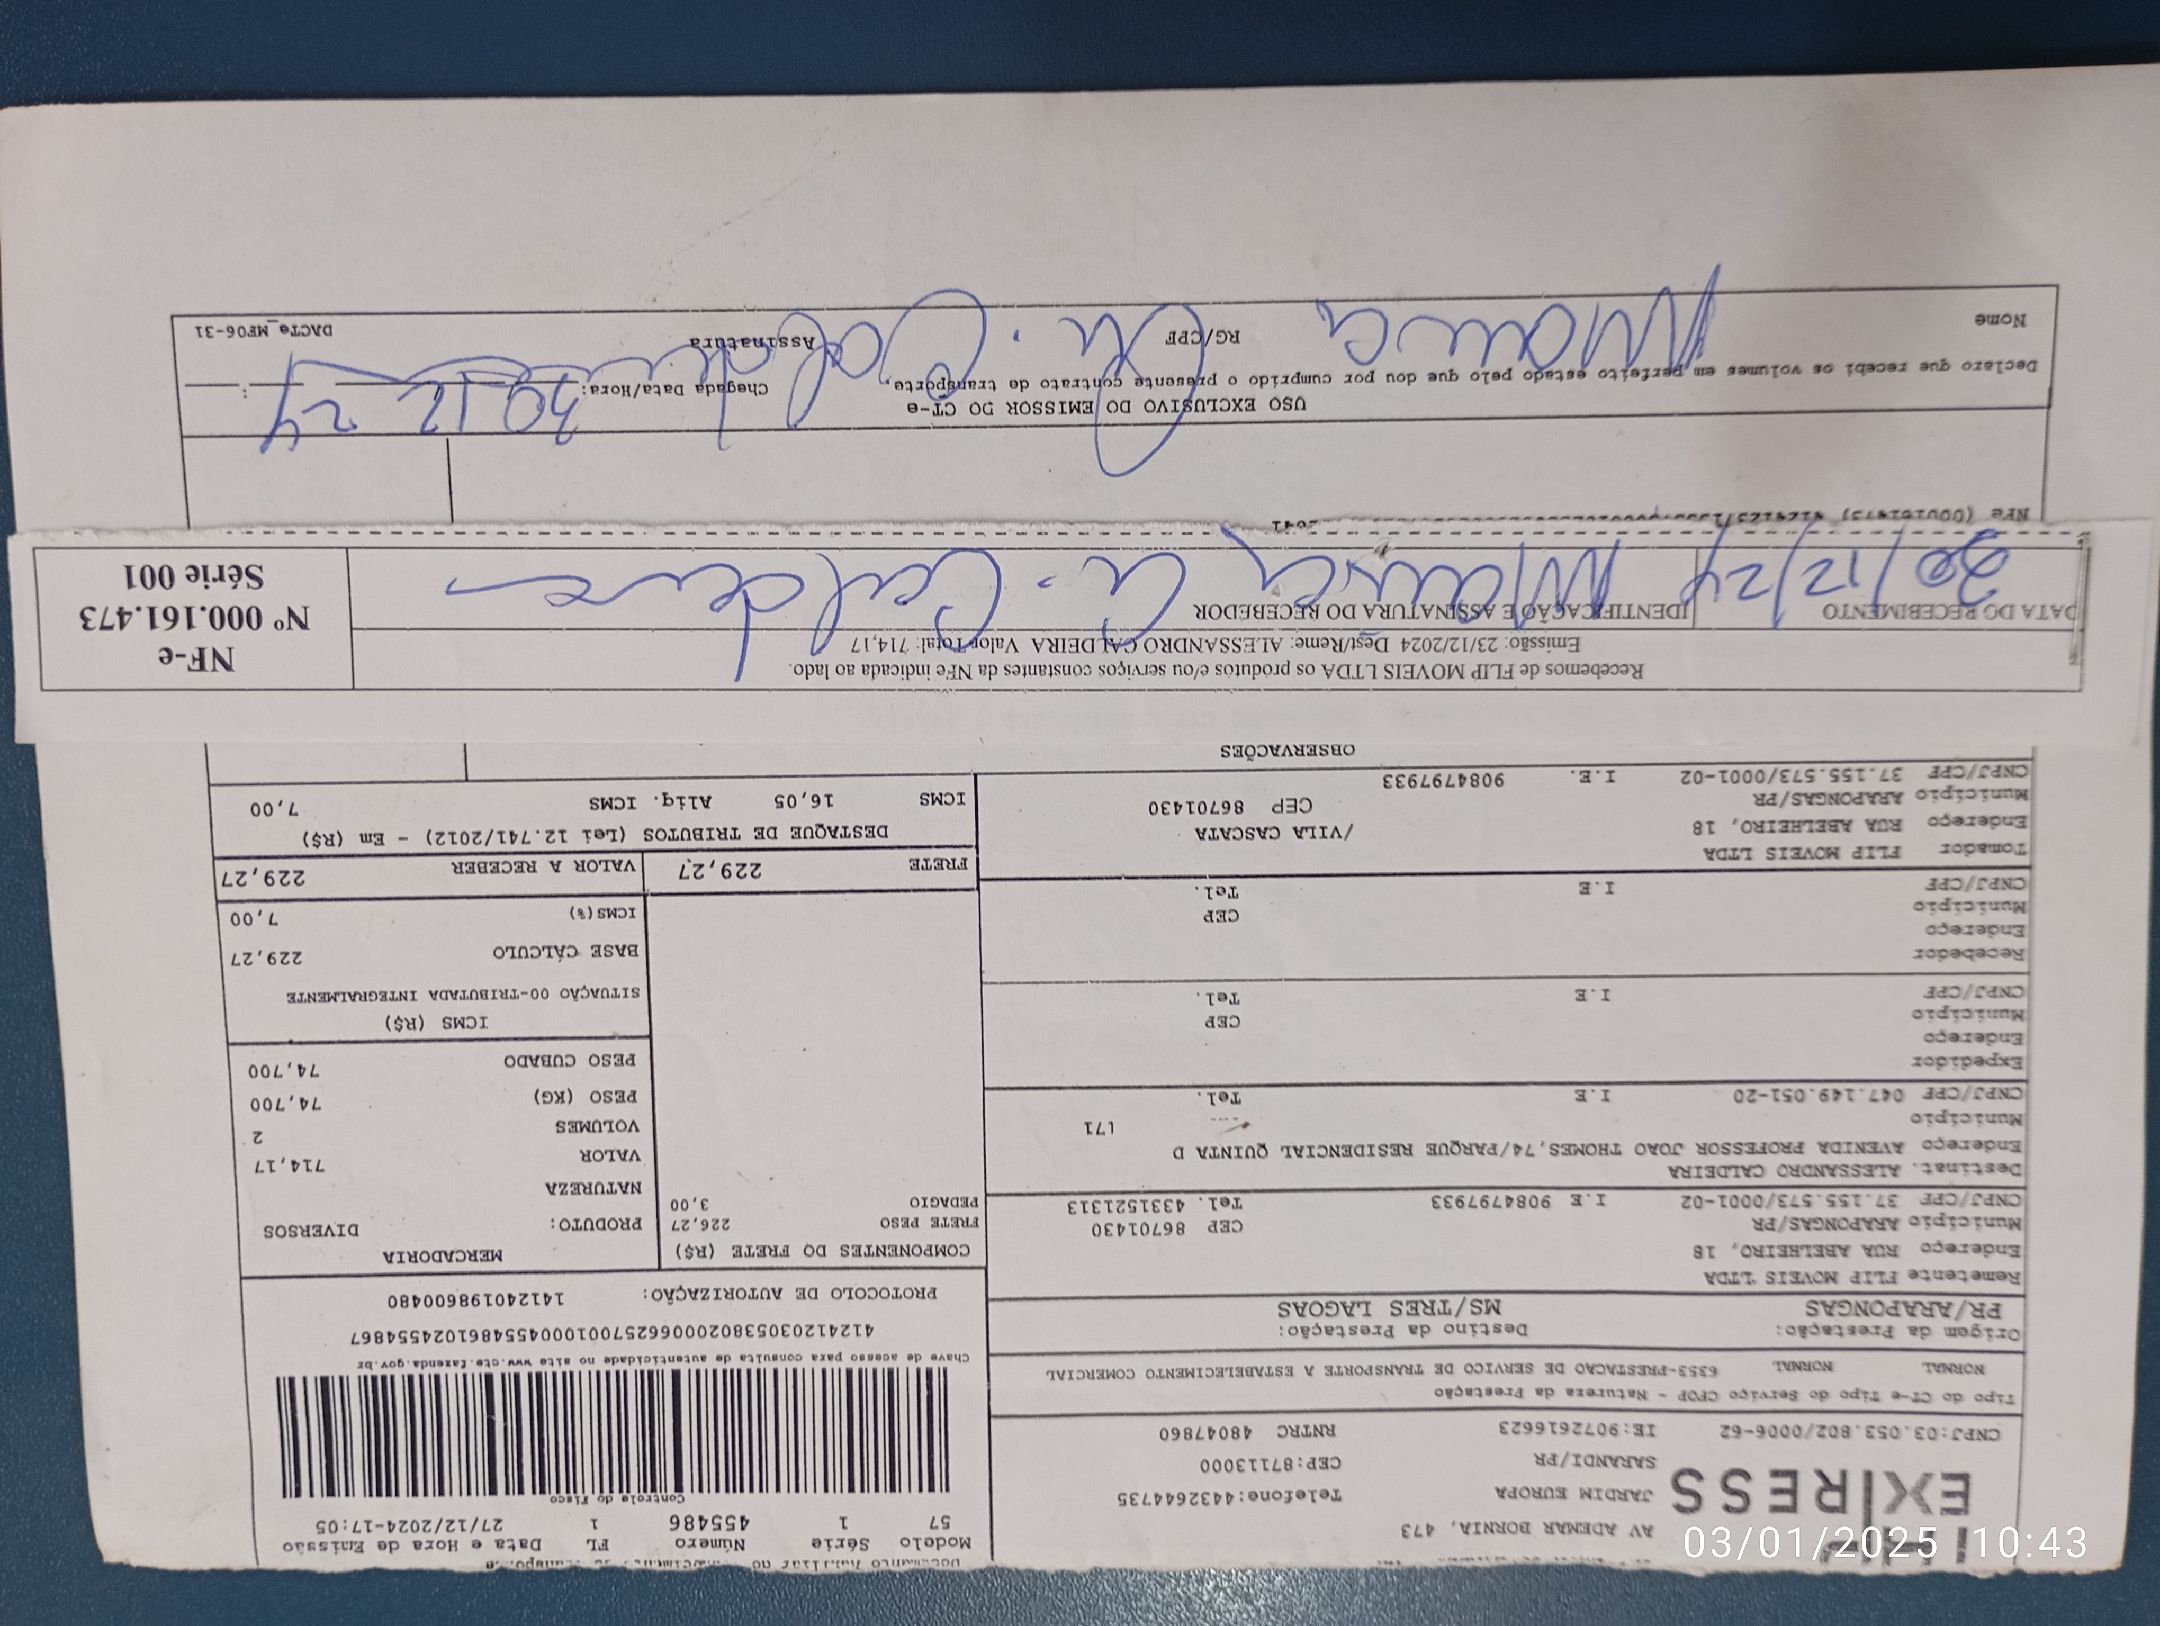 EXPRESS
AV ADEMAR BORNIA, 473
JARDIM EUROPA Telefone:4432644735
SARANDI/PR CEP:87113000
CNPJ:03.053.802/0006-62 IE:9072616623 RNTRC 48047860
Tipo do CT-e Tipo do Serviço CFOP - Natureza da Prestação
NORMAL NORMAL 6353-PRESTACAO DE SERVICO DE TRANSPORTE A ESTABELECIMENTO COMERCIAL
Origem da Prestação: Destino da Prestação:
PR/ARAPONGAS MS/TRES LAGOAS
Remetente FLIP MOVEIS LTDA
Endereço RUA ABELHEIRO, 18
Município ARAPONGAS/PR CEP 86701430
CNPJ/CPF 37.155.573/0001-02 I.E 9084797933 Tel. 4331521313
Destinat. ALESSANDRO CALDEIRA
Endereço AVENIDA PROFESSOR JOAO THOMES,74/PARQUE RESIDENCIAL QUINTA D
Município 171
CNPJ/CPF 047.149.051-20 I.E Tel.
Expedidor
Endereço
Município CEP
CNPJ/CPF I.E Tel.
Recebedor
Endereço
Município CEP
CNPJ/CPF I.E Tel.
Tomador FLIP MOVEIS LTDA
Endereço RUA ABELHEIRO, 18 /VILA CASCATA
Município ARAPONGAS/PR CEP 86701430
CNPJ/CPF 37.155.573/0001-02 I.E. 9084797933
Modelo Série Número FL Data e Hora de Emissão
57 1 455486 1 27/12/2024-17:05
Controle do Fisco
Chave de acesso para consulta de autenticidade no site www.cte.fazenda.gov.br
41241203053802000662570010004554861024554867
PROTOCOLO DE AUTORIZAÇÃO: 141240198600480
COMPONENTES DO FRETE (R$)
FRETE PESO 226,27
PEDAGIO 3,00
MERCADORIA
PRODUTO: DIVERSOS
NATUREZA
VALOR 714,17
VOLUMES 2
PESO (KG) 74,700
PESO CUBADO 74,700
ICMS (R$)
SITUAÇÃO 00-TRIBUTADA INTEGRALMENTE
BASE CÁLCULO 229,27
ICMS(%) 7,00
FRETE 229,27 VALOR A RECEBER 229,27
DESTAQUE DE TRIBUTOS (Lei 12.741/2012) - Em (R$)
ICMS 16,05 Alíq. ICMS 7,00
OBSERVACÕES
Recebemos de FLIP MOVEIS LTDA os produtos e/ou serviços constantes da NFe indicada ao lado.
Emissão: 23/12/2024 Dest/Reme: ALESSANDRO CALDEIRA Valor Total: 714,17
DATA DO RECEBIMENTO IDENTIFICAÇÃO E ASSINATURA DO RECEBEDOR
30/12/24
NF-e
Nº 000.161.473
Série 001
NFe (000161473)
USO EXCLUSIVO DO EMISSOR DO CT-e
Declaro que recebi os volumes em perfeito estado pelo que dou por cumprido o presente contrato de transporte.
Chegada Data/Hora: 30 12 24
Nome RG/CPF Assinatura
DACTe_MF06-31
03/01/2025 10:43